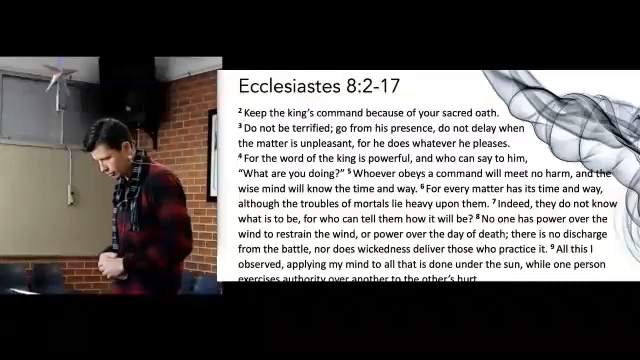 Ecclesiastes 8:2-17
2 Keep the king's command because of your sacred oath.
3 Do not be terrified; go from his presence, do not delay when
the matter is unpleasant, for he does whatever he pleases.
4 For the word of the king is powerful, and who can say to him,
"What are you doing?" 5 Whoever obeys a command will meet no harm, and the
wise mind will know the time and way. 6 For every matter has its time and way,
although the troubles of mortals lie heavy upon them. 7 Indeed, they do not know
what is to be, for who can tell them how it will be? 8 No one has power over the
wind to restrain the wind, or power over the day of death; there is no discharge
from the battle, nor does wickedness deliver those who practice it. 9 All this I
observed, applying my mind to all that is done under the sun, while one person
exercises authority over another to the other's hurt